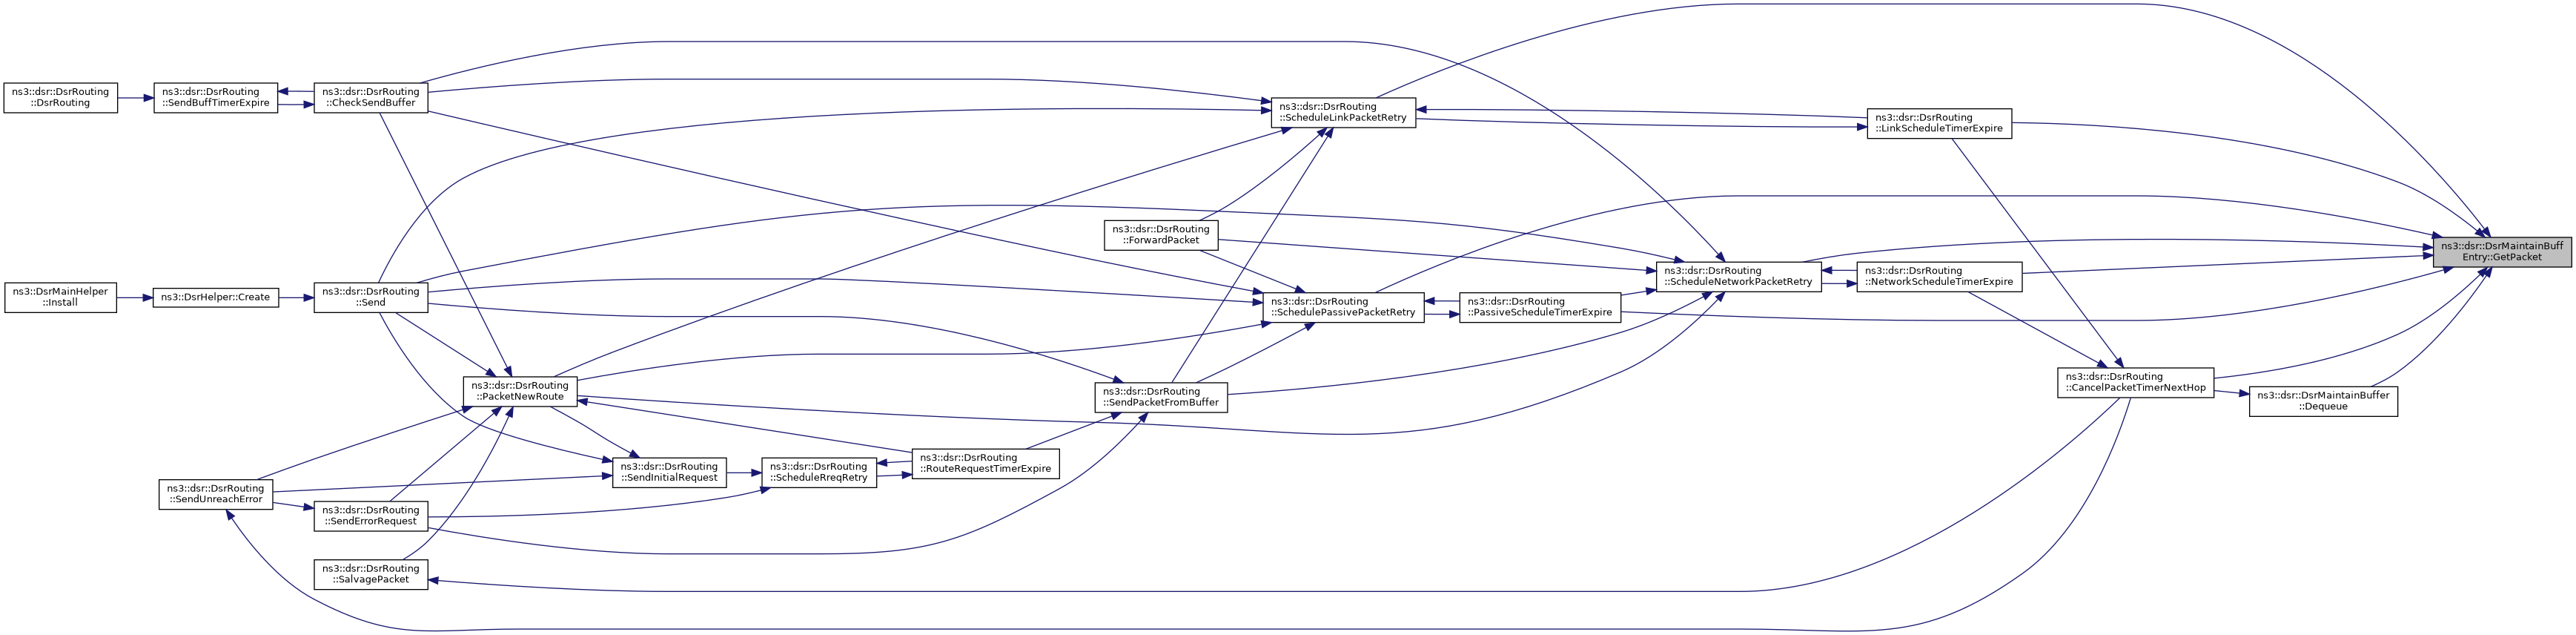 ns3::dsr::DsrRouting
::DsrRouting
ns3::dsr::DsrRouting
::SendBuffTimerExpire
ns3::dsr::DsrRouting
::CheckSendBuffer
ns3::dsr::DsrRouting
::ScheduleLinkPacketRetry
ns3::dsr::DsrRouting
::LinkScheduleTimerExpire
ns3::dsr::DsrRouting
::ForwardPacket
ns3::dsr::DsrMaintainBuff
Entry::GetPacket
ns3::dsr::DsrRouting
::ScheduleNetworkPacketRetry
ns3::dsr::DsrRouting
::NetworkScheduleTimerExpire
ns3::DsrMainHelper
::Install
ns3::DsrHelper::Create
ns3::dsr::DsrRouting
::Send
ns3::dsr::DsrRouting
::SchedulePassivePacketRetry
ns3::dsr::DsrRouting
::PassiveScheduleTimerExpire
ns3::dsr::DsrRouting
::PacketNewRoute
ns3::dsr::DsrRouting
::SendPacketFromBuffer
ns3::dsr::DsrRouting
::CancelPacketTimerNextHop
ns3::dsr::DsrMaintainBuffer
::Dequeue
ns3::dsr::DsrRouting
::SendInitialRequest
ns3::dsr::DsrRouting
::ScheduleRreqRetry
ns3::dsr::DsrRouting
::RouteRequestTimerExpire
ns3::dsr::DsrRouting
::SendUnreachError
ns3::dsr::DsrRouting
::SendErrorRequest
ns3::dsr::DsrRouting
::SalvagePacket